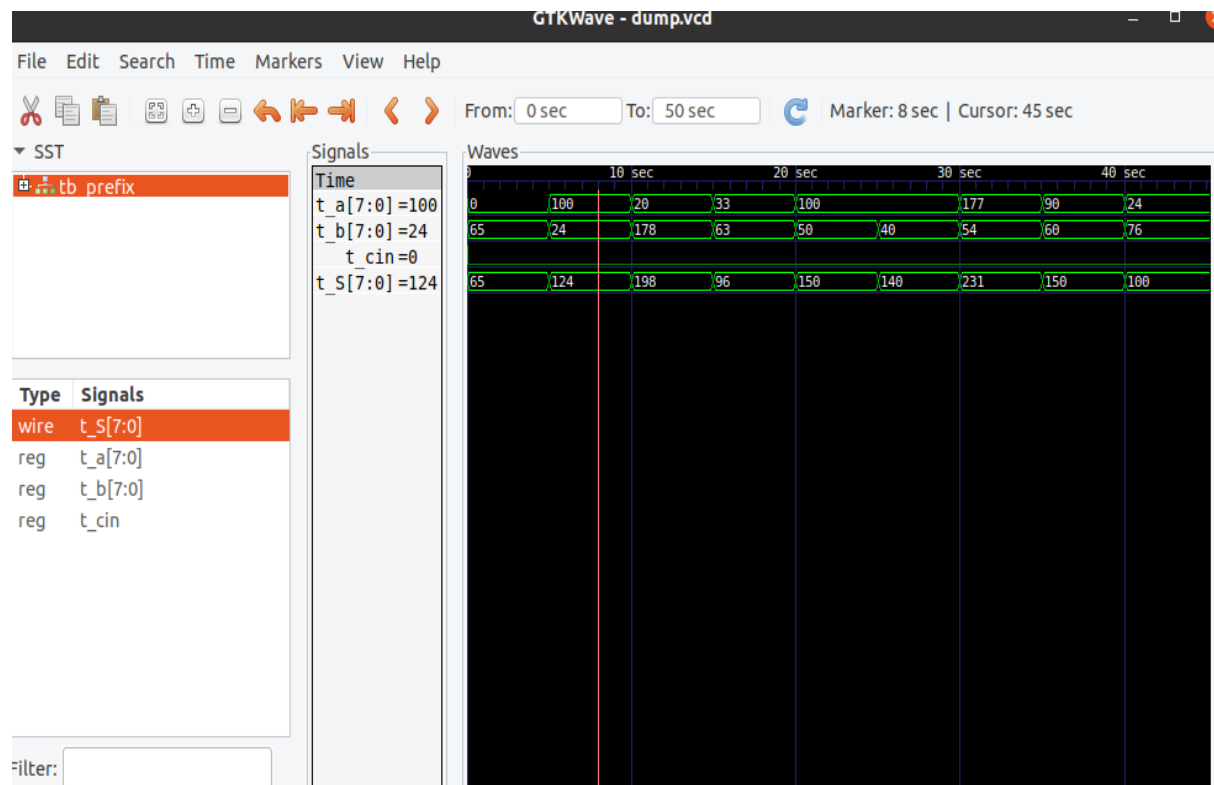 GTKWave - dump.vcd
File Edit Search Time Markers View Help
From: 0 sec To: 50 sec Marker: 8 sec | Cursor: 45 sec
SST
tb_prefix
Type Signals
wire t_S[7:0]
reg t_a[7:0]
reg t_b[7:0]
reg t_cin
Filter:
Signals
Time
t_a[7:0] =100
t_b[7:0] =24
t_cin =0
t_S[7:0] =124
Waves
0 10 sec 20 sec 30 sec 40 sec
0 100 20 33 100 177 90 24
65 24 178 63 50 40 54 60 76
65 124 198 96 150 140 231 150 100